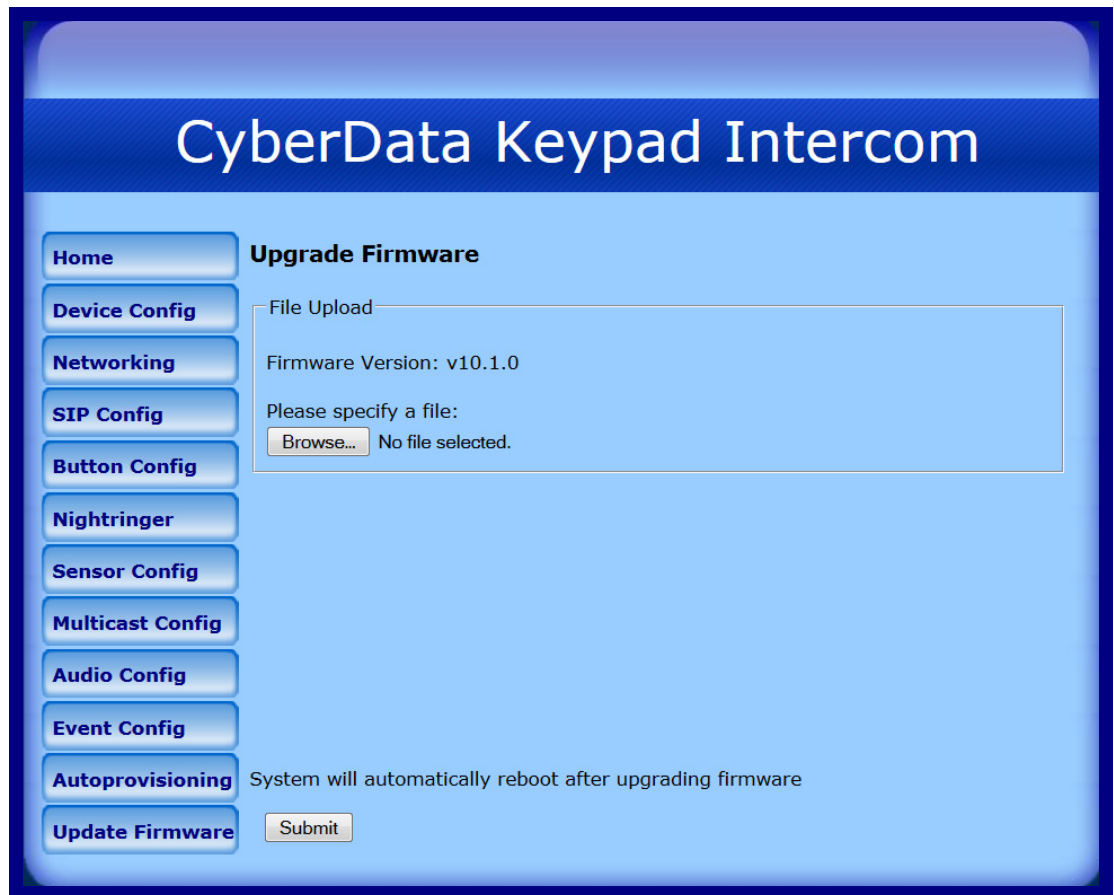 CyberData Keypad Intercom
Home
Device Config
Networking
SIP Config
Button Config
Nightringer
Sensor Config
Multicast Config
Audio Config
Event Config
Autoprovisioning
Update Firmware
Upgrade Firmware
File Upload
Firmware Version: v10.1.0
Please specify a file:
Browse... No file selected.
System will automatically reboot after upgrading firmware
Submit